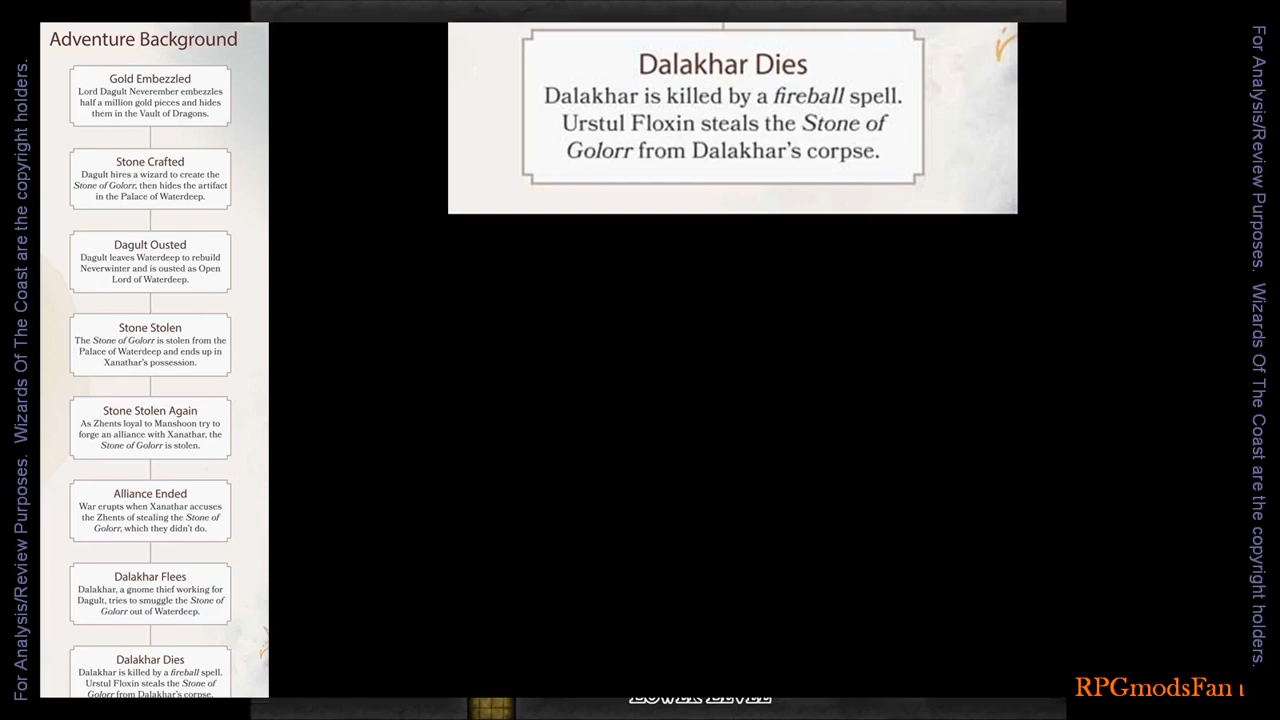 Adventure Background
Gold Embezzled
Lord Dagult Neverember embezzles
half a million gold pieces and hides
them in the Vault of Dragons.
Stone Crafted
Dagult hires a wizard to create the
Stone of Golorr, then hides the artifact
in the Palace of Waterdeep.
Dagult Ousted
Dagult leaves Waterdeep to rebuild
Neverwinter and is ousted as Open
Lord of Waterdeep.
Stone Stolen
The Stone of Golorr is stolen from the
Palace of Waterdeep and ends up in
Xanathar's possession.
Stone Stolen Again
As Zhents loyal to Manshoon try to
forge an alliance with Xanathar, the
Stone of Golorr is stolen.
Alliance Ended
War erupts when Xanathar accuses
the Zhents of stealing the Stone of
Golorr, which they didn't do.
Dalakhar Flees
Dalakhar, a gnome thief working for
Dagult, tries to smuggle the Stone of
Golorr out of Waterdeep.
Dalakhar Dies
Dalakhar is killed by a fireball spell.
Urstul Floxin steals the Stone of
Golorr from Dalakhar's corpse.
Dalakhar Dies
Dalakhar is killed by a fireball spell.
Urstul Floxin steals the Stone of
Golorr from Dalakhar's corpse.
For Analysis/Review Purposes. Wizards Of The Coast are the copyright holders.
For Analysis/Review Purposes. Wizards Of The Coast are the copyright holders.
LOWER LEVEL